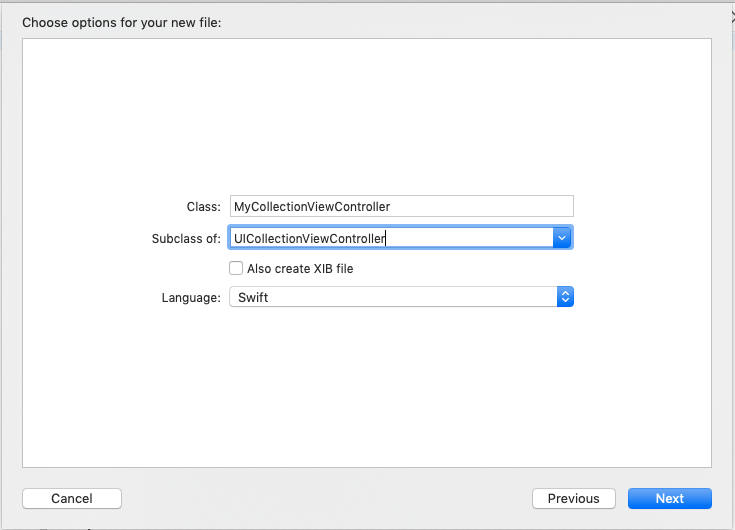 Choose options for your new file:
Class: MyCollectionViewController
Subclass of: UICollectionViewController
Also create XIB file
Language: Swift
Cancel Previous Next